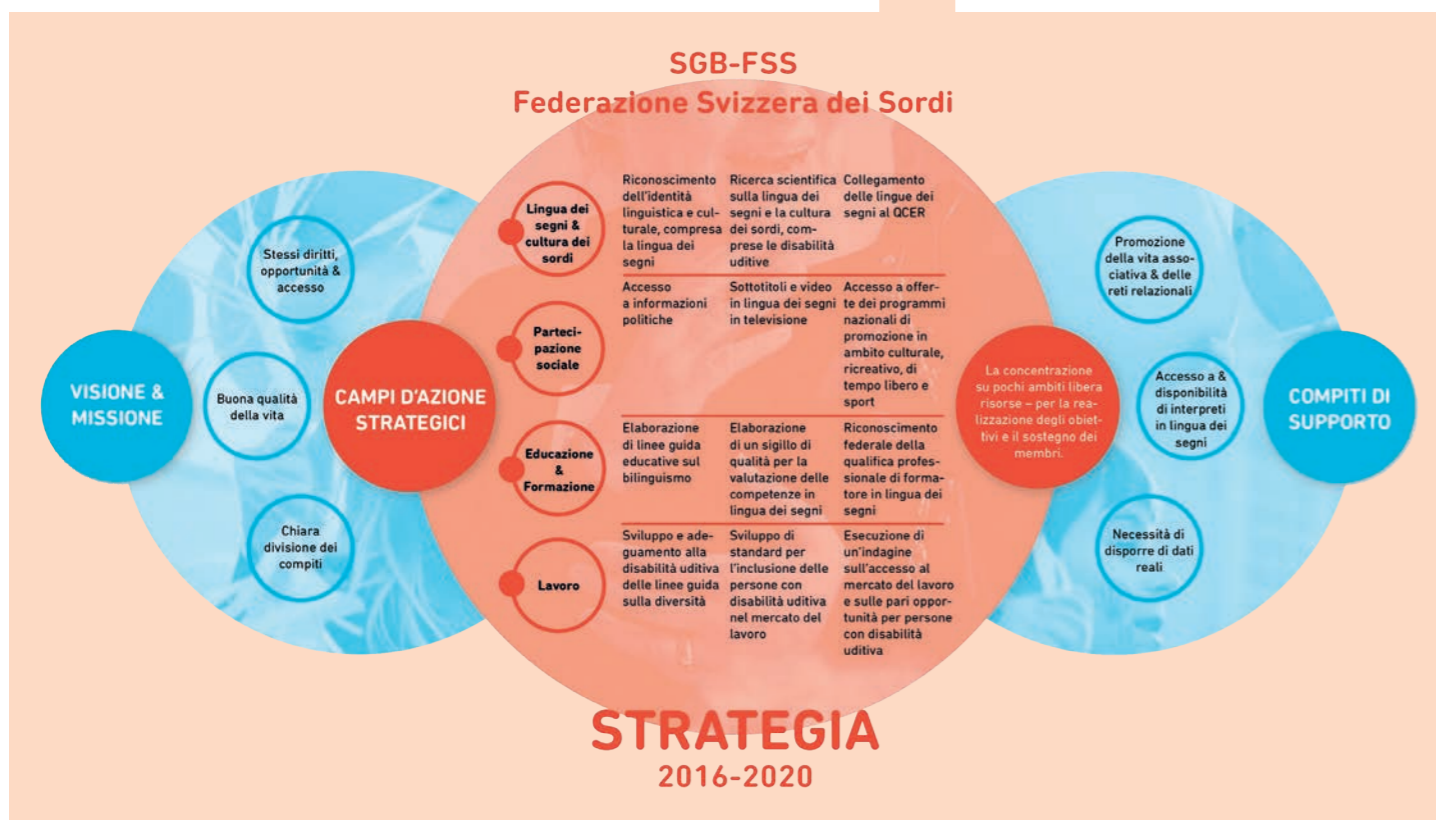 SGB-FSS
Federazione Svizzera dei Sordi
VISIONE &
MISSIONE
Stessi diritti,
opportunità &
accesso
Buona qualità
della vita
Chiara
divisione dei
compiti
CAMPI D'AZIONE
STRATEGICI
Lingua dei
segni &
cultura dei
sordi
Riconoscimento
dell'identità
linguistica e cul-
turale, compresa
la lingua dei
segni
Ricerca scientifica
sulla lingua dei
segni e la cultura
dei sordi, com-
prese le disabilità
uditive
Collegamento
delle lingue dei
segni al QCER
Parteci-
pazione
sociale
Accesso
a informazioni
politiche
Sottotitoli e video
in lingua dei segni
in televisione
Accesso a offer-
te dei programmi
nazionali di
promozione in
ambito culturale,
ricreativo, di
tempo libero e
sport
Educazione
&
Formazione
Elaborazione
di linee guida
educative sul
bilinguismo
Elaborazione
di un sigillo di
qualità per la
valutazione delle
competenze in
lingua dei segni
Riconoscimento
federale della
qualifica profes-
sionale di forma-
tore in lingua dei
segni
Lavoro
Sviluppo e ade-
guamento alla
disabilità uditiva
delle linee guida
sulla diversità
Sviluppo di
standard per
l'inclusione delle
persone con
disabilità uditiva
nel mercato del
lavoro
Esecuzione di
un'indagine
sull'accesso al
mercato del lavoro
e sulle pari oppor-
tunità per persone
con disabilità
uditiva
La concentrazione
su pochi ambiti libera
risorse – per la rea-
lizzazione degli obiet-
tivi e il sostegno dei
membri.
Promozione
della vita asso-
ciativa & delle
reti relazionali
Accesso a &
disponibilità
di interpreti
in lingua dei
segni
Necessità di
disporre di dati
reali
COMPITI DI
SUPPORTO
STRATEGIA
2016-2020